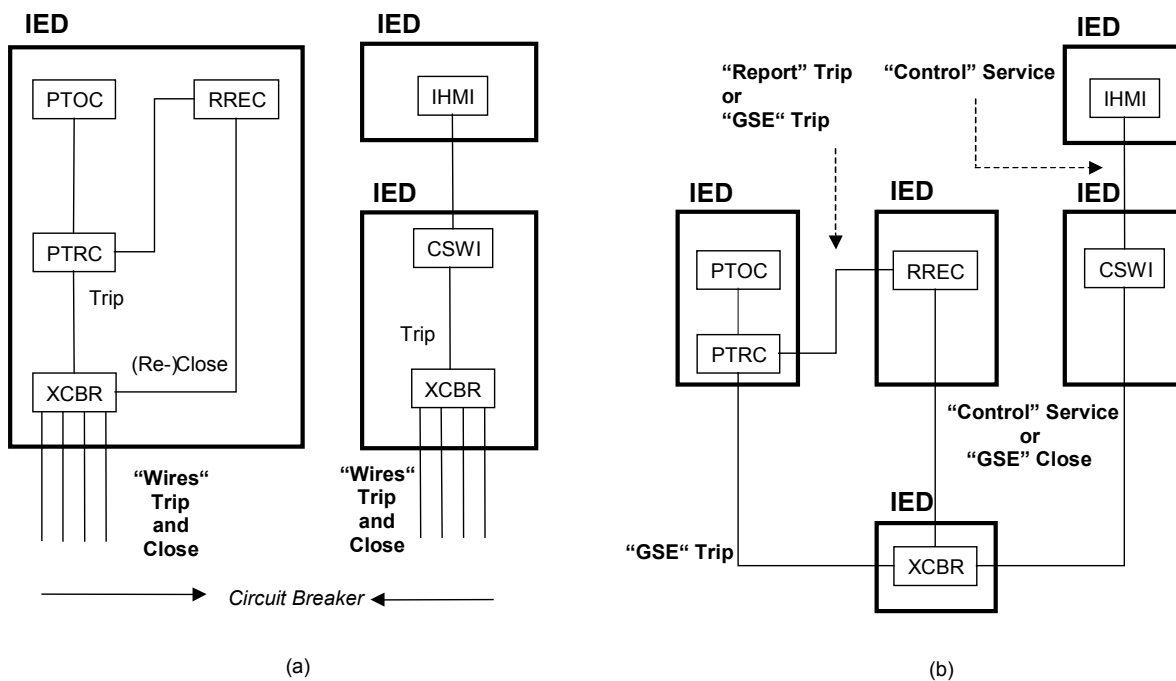 IED
PTOC
RREC
PTRC
Trip
(Re-)Close
XCBR
“Wires“
Trip
and
Close
IED
IHMI
IED
CSWI
Trip
XCBR
“Wires“
Trip
and
Close
Circuit Breaker
(a)
“Report” Trip
or
“GSE“ Trip
“Control” Service
IED
IHMI
IED
PTOC
PTRC
IED
RREC
IED
CSWI
“Control” Service
or
“GSE” Close
“GSE“ Trip
IED
XCBR
(b)